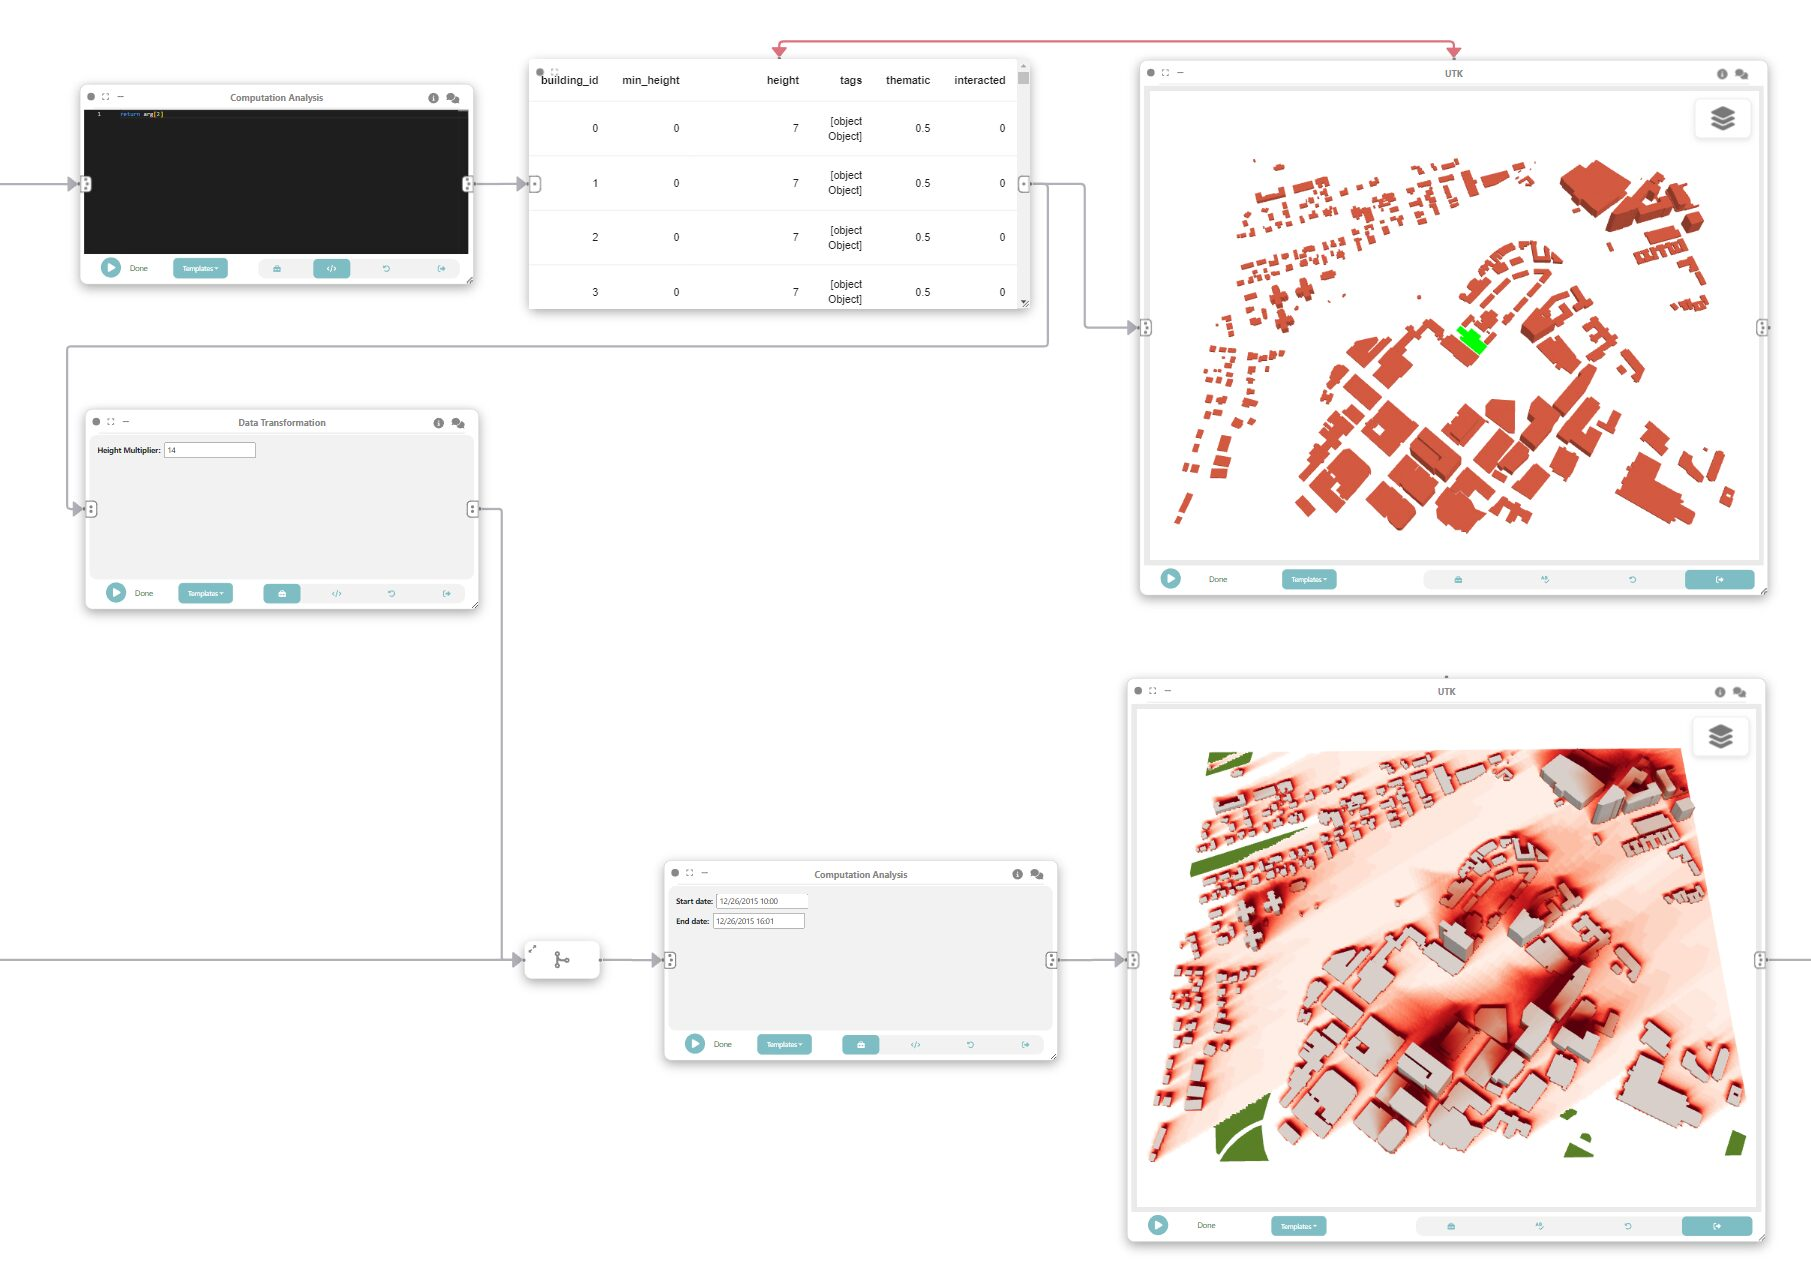 Computation Analysis
1 return arg[2]
Done Templates
building_id min_height height tags thematic interacted
0 0 7 [object Object] 0.5 0
1 0 7 [object Object] 0.5 0
2 0 7 [object Object] 0.5 0
3 0 7 [object Object] 0.5 0
UTK
Done Templates
Data Transformation
Height Multiplier: 14
Done Templates
Computation Analysis
Start date: 12/26/2015 10:00
End date: 12/26/2015 16:01
Done Templates
UTK
Done Templates